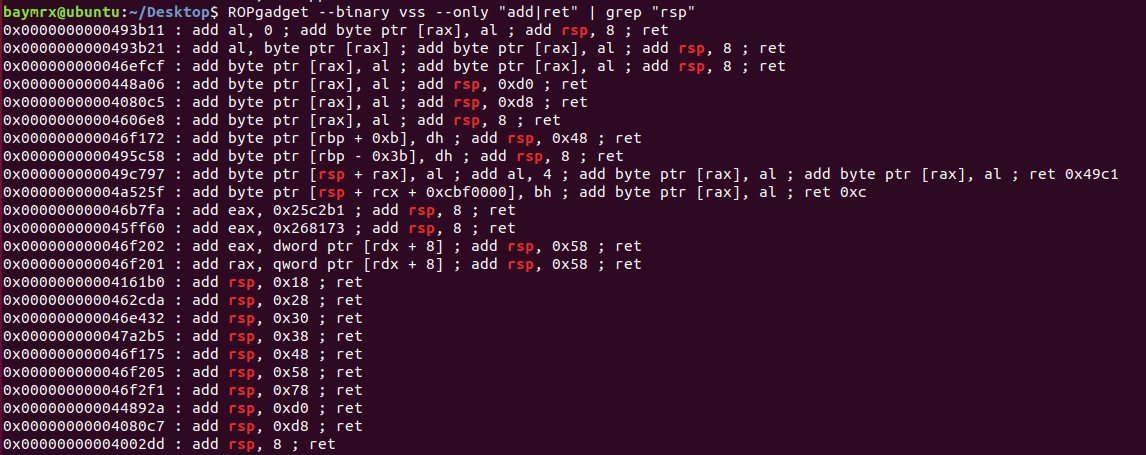 baymrx@ubuntu:~/Desktop$ ROPgadget --binary vss --only "add|ret" | grep "rsp"
0x0000000000493b11 : add al, 0 ; add byte ptr [rax], al ; add rsp, 8 ; ret
0x0000000000493b21 : add al, byte ptr [rax] ; add byte ptr [rax], al ; add rsp, 8 ; ret
0x000000000046efcf : add byte ptr [rax], al ; add byte ptr [rax], al ; add rsp, 8 ; ret
0x0000000000448a06 : add byte ptr [rax], al ; add rsp, 0xd0 ; ret
0x00000000004080c5 : add byte ptr [rax], al ; add rsp, 0xd8 ; ret
0x00000000004606e8 : add byte ptr [rax], al ; add rsp, 8 ; ret
0x000000000046f172 : add byte ptr [rbp + 0xb], dh ; add rsp, 0x48 ; ret
0x0000000000495c58 : add byte ptr [rbp - 0x3b], dh ; add rsp, 8 ; ret
0x000000000049c797 : add byte ptr [rsp + rax], al ; add al, 4 ; add byte ptr [rax], al ; add byte ptr [rax], al ; ret 0x49c1
0x00000000004a525f : add byte ptr [rsp + rcx + 0xcbf0000], bh ; add byte ptr [rax], al ; ret 0xc
0x000000000046b7fa : add eax, 0x25c2b1 ; add rsp, 8 ; ret
0x000000000045ff60 : add eax, 0x268173 ; add rsp, 8 ; ret
0x000000000046f202 : add eax, dword ptr [rdx + 8] ; add rsp, 0x58 ; ret
0x000000000046f201 : add rax, qword ptr [rdx + 8] ; add rsp, 0x58 ; ret
0x00000000004161b0 : add rsp, 0x18 ; ret
0x0000000000462cda : add rsp, 0x28 ; ret
0x000000000046e432 : add rsp, 0x30 ; ret
0x000000000047a2b5 : add rsp, 0x38 ; ret
0x000000000046f175 : add rsp, 0x48 ; ret
0x000000000046f205 : add rsp, 0x58 ; ret
0x000000000046f2f1 : add rsp, 0x78 ; ret
0x000000000044892a : add rsp, 0xd0 ; ret
0x00000000004080c7 : add rsp, 0xd8 ; ret
0x00000000004002dd : add rsp, 8 ; ret